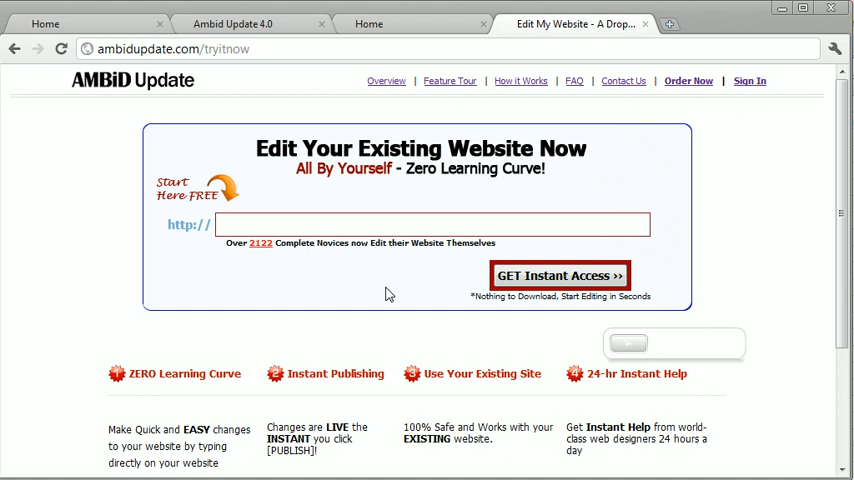 Home
Ambid Update 4.0
Home
Edit My Website - A Drop...
ambidupdate.com/tryitnow
AMBiD Update
Overview | Feature Tour | How it Works | FAQ | Contact Us | Order Now | Sign In
Edit Your Existing Website Now
All By Yourself - Zero Learning Curve!
Start
Here FREE
http://
Over 2122 Complete Novices now Edit their Website Themselves
GET Instant Access >>
*Nothing to Download, Start Editing in Seconds
1 ZERO Learning Curve
2 Instant Publishing
3 Use Your Existing Site
4 24-hr Instant Help
Make Quick and EASY changes
to your website by typing
directly on your website
Changes are LIVE the
INSTANT you click
[PUBLISH]!
100% Safe and Works with your
EXISTING website.
Get Instant Help from world-
class web designers 24 hours a
day